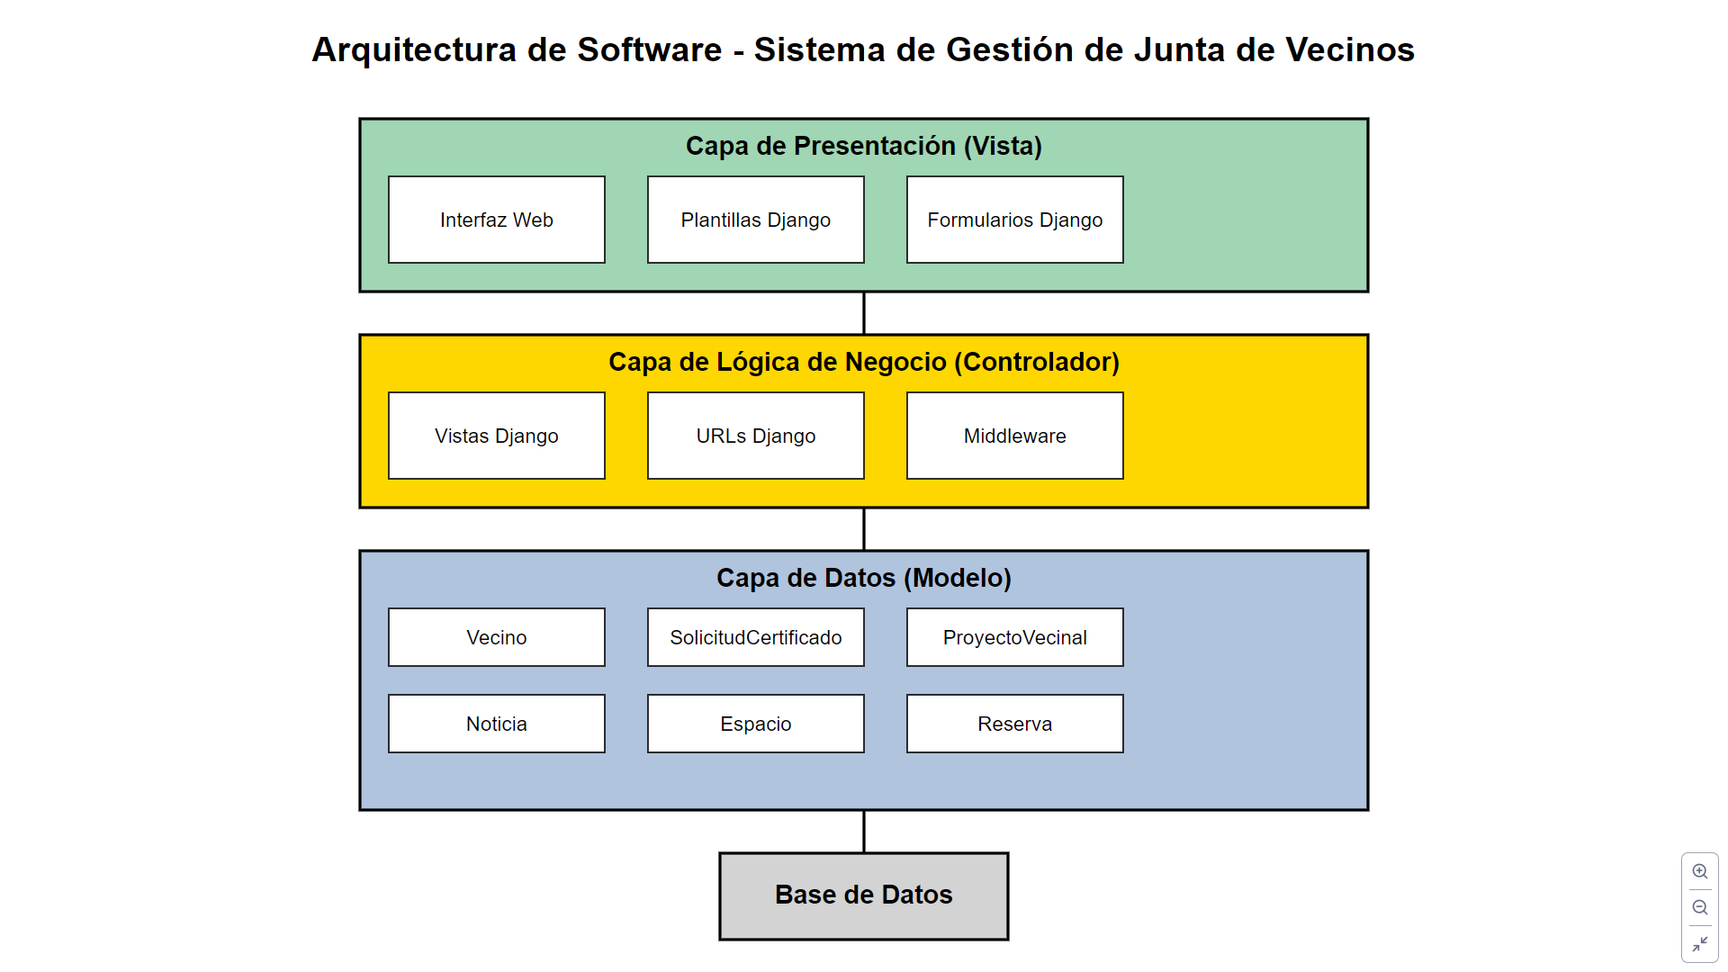 Arquitectura de Software - Sistema de Gestión de Junta de Vecinos
Capa de Presentación (Vista)
Interfaz Web
Plantillas Django
Formularios Django
Capa de Lógica de Negocio (Controlador)
Vistas Django
URLs Django
Middleware
Capa de Datos (Modelo)
Vecino
SolicitudCertificado
ProyectoVecinal
Noticia
Espacio
Reserva
Base de Datos